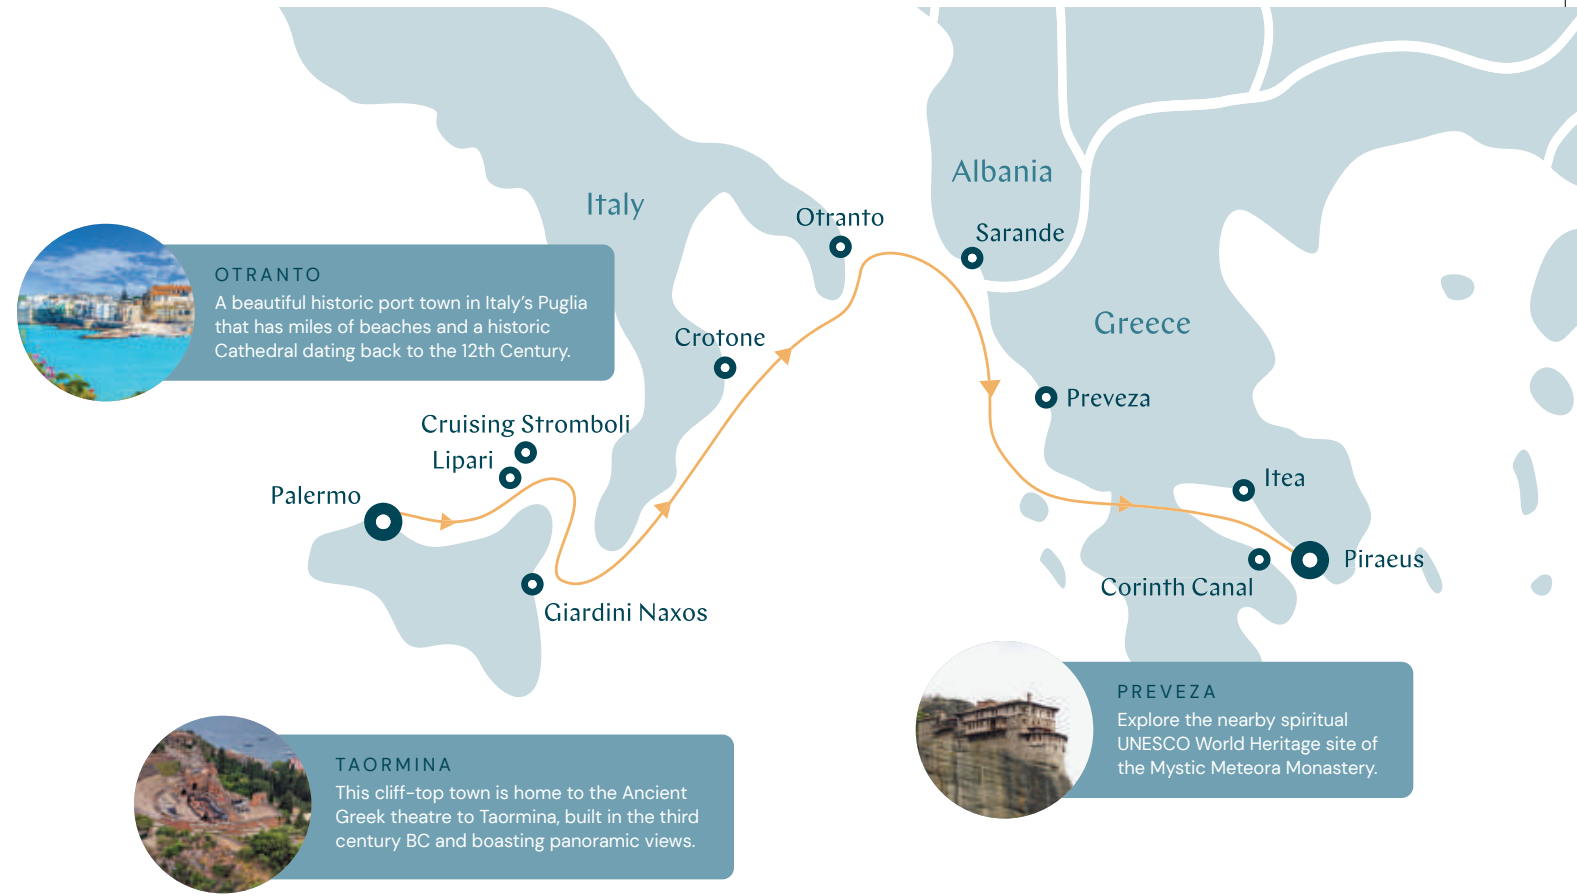 Albania
Italy
Otranto
Sarande
OTRANTO
A beautiful historic port town in Italy’s Puglia
that has miles of beaches and a historic
Cathedral dating back to the 12th Century.
Greece
Crotone
Preveza
Cruising Stromboli
Lipari
Palermo
Itea
Piraeus
Corinth Canal
Giardini Naxos
PREVEZA
Explore the nearby spiritual
UNESCO World Heritage site of
the Mystic Meteora Monastery.
TAORMINA
This cliff-top town is home to the Ancient
Greek theatre to Taormina, built in the third
century BC and boasting panoramic views.